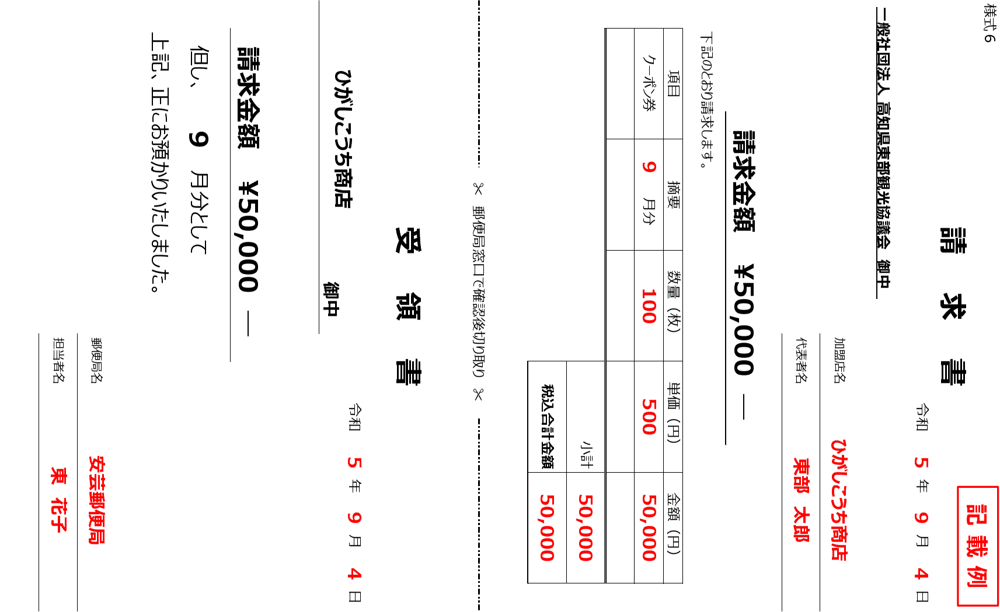 様式6
記載例
請求書
令和 5 年 9 月 4 日
一般社団法人 高知県東部観光協議会 御中
加盟店名 ひがしこうち商店
代表者名 東部 太郎
請求金額 ¥50,000 ―
下記のとおり請求します。
項目 摘要 数量（枚） 単価（円） 金額（円）
クーポン券 9 月分 100 500 50,000
小計 50,000
税込合計金額 50,000
✂ 郵便局窓口で確認後切り取り ✂
受領書
令和 5 年 9 月 4 日
ひがしこうち商店 御中
請求金額 ¥50,000 ―
但し、 9 月分として
上記、正にお預かりいたしました。
郵便局名 安芸郵便局
担当者名 東 花子